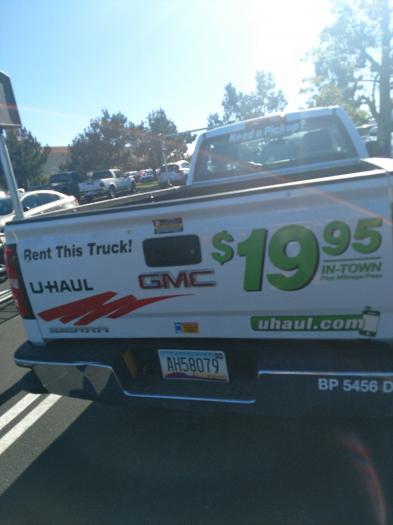 Need a Pickup
Rent This Truck!
$19 95
U-HAUL
GMC
IN-TOWN
Plus Mileage/Fees
SIERRA
uhaul.com
AH58079
BP 5456 D